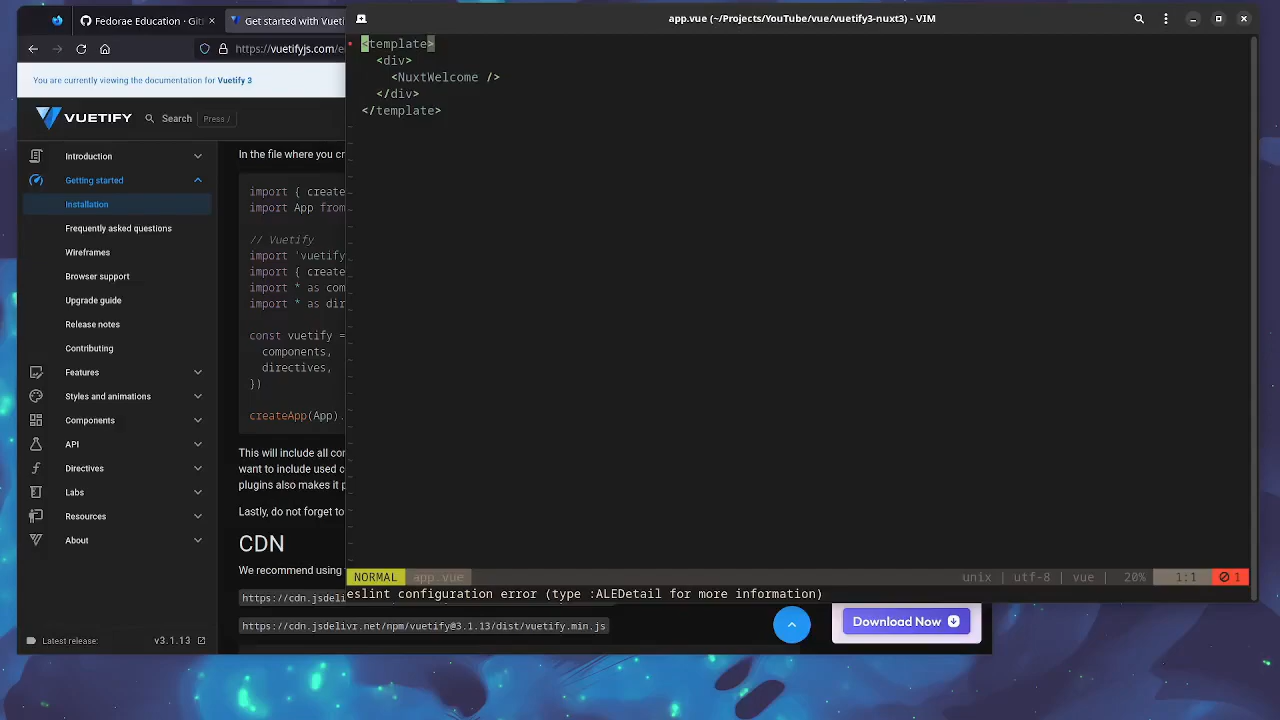 Fedora Education · Git
Get started with Vueti
https://vuetifyjs.com/e
You are currently viewing the documentation for Vuetify 3
VUETIFY
Search
Press /
Introduction
Getting started
Installation
Frequently asked questions
Wireframes
Browser support
Upgrade guide
Release notes
Contributing
Features
Styles and animations
Components
API
Directives
Labs
Resources
About
Latest release:
v3.1.13
In the file where you cr
import { create
import App from
// Vuetify
import 'vuetify
import { create
import * as com
import * as dir
const vuetify =
components,
directives,
})
createApp(App).
This will include all cor
want to include used c
plugins also makes it p
Lastly, do not forget to
CDN
We recommend using
https://cdn.jsdeli
https://cdn.jsdelivr.net/npm/vuetify@3.1.13/dist/vuetify.min.js
Download Now
app.vue (~/Projects/YouTube/vue/vuetify3-nuxt3) - VIM
<template>
<div>
<NuxtWelcome />
</div>
</template>
NORMAL app.vue unix | utf-8 | vue | 20% 1:1 1
eslint configuration error (type :ALEDetail for more information)